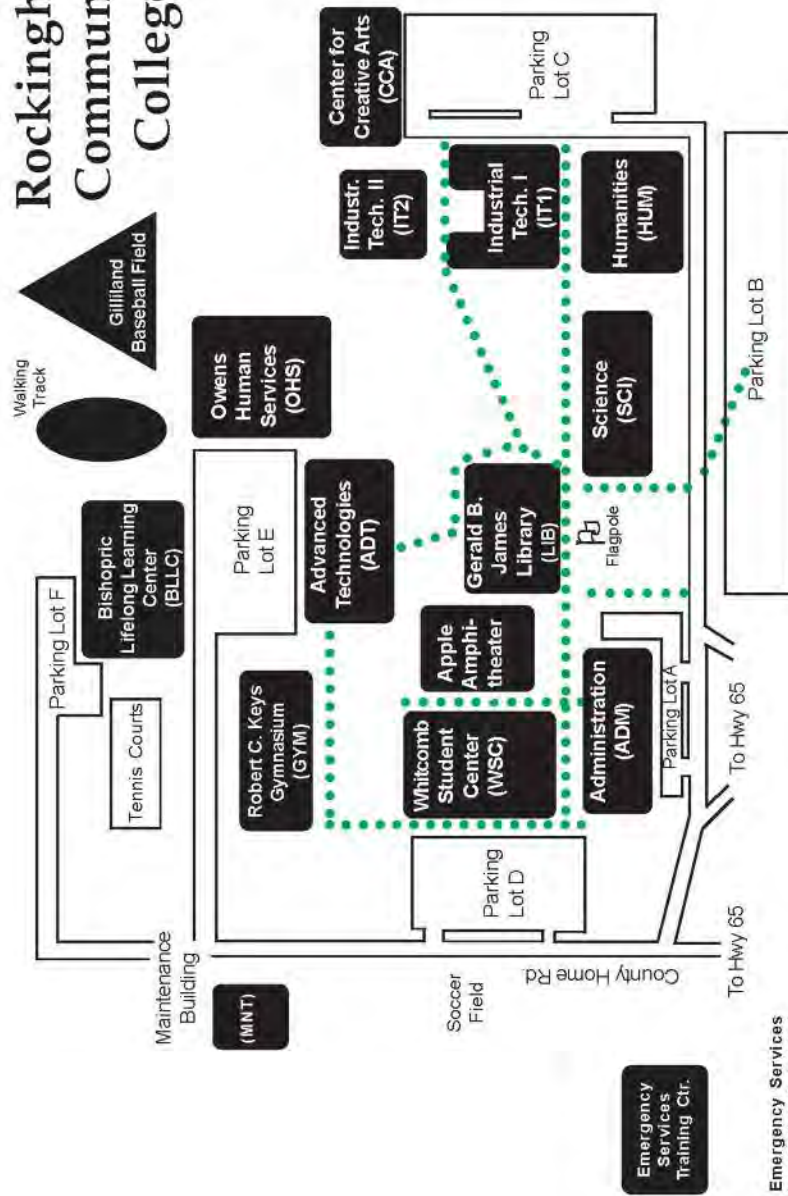 Rockingh
Commun
Colleg
Walking
Track
Gilliland
Baseball Field
Center for
Creative Arts
(CCA)
Parking
Lot C
Parking Lot F
Bishopric
Lifelong Learning
Center
(BLLC)
Owens
Human
Services
(OHS)
Industr.
Tech. II
(IT2)
Tennis Courts
Parking
Lot E
Industrial
Tech. I
(IT1)
Robert C. Keys
Gymnasium
(GYM)
Advanced
Technologies
(ADT)
Humanities
(HUM)
Maintenance
Building
(MNT)
Whitcomb
Student
Center
(WSC)
Apple
Amphi-
theater
Gerald B.
James
Library
(LIB)
Science
(SCI)
Flagpole
Soccer
Field
Parking
Lot D
Administration
(ADM)
Parking Lot A
Parking Lot B
County Home Rd.
To Hwy 65
To Hwy 65
Emergency
Services
Training Ctr.
Emergency Services